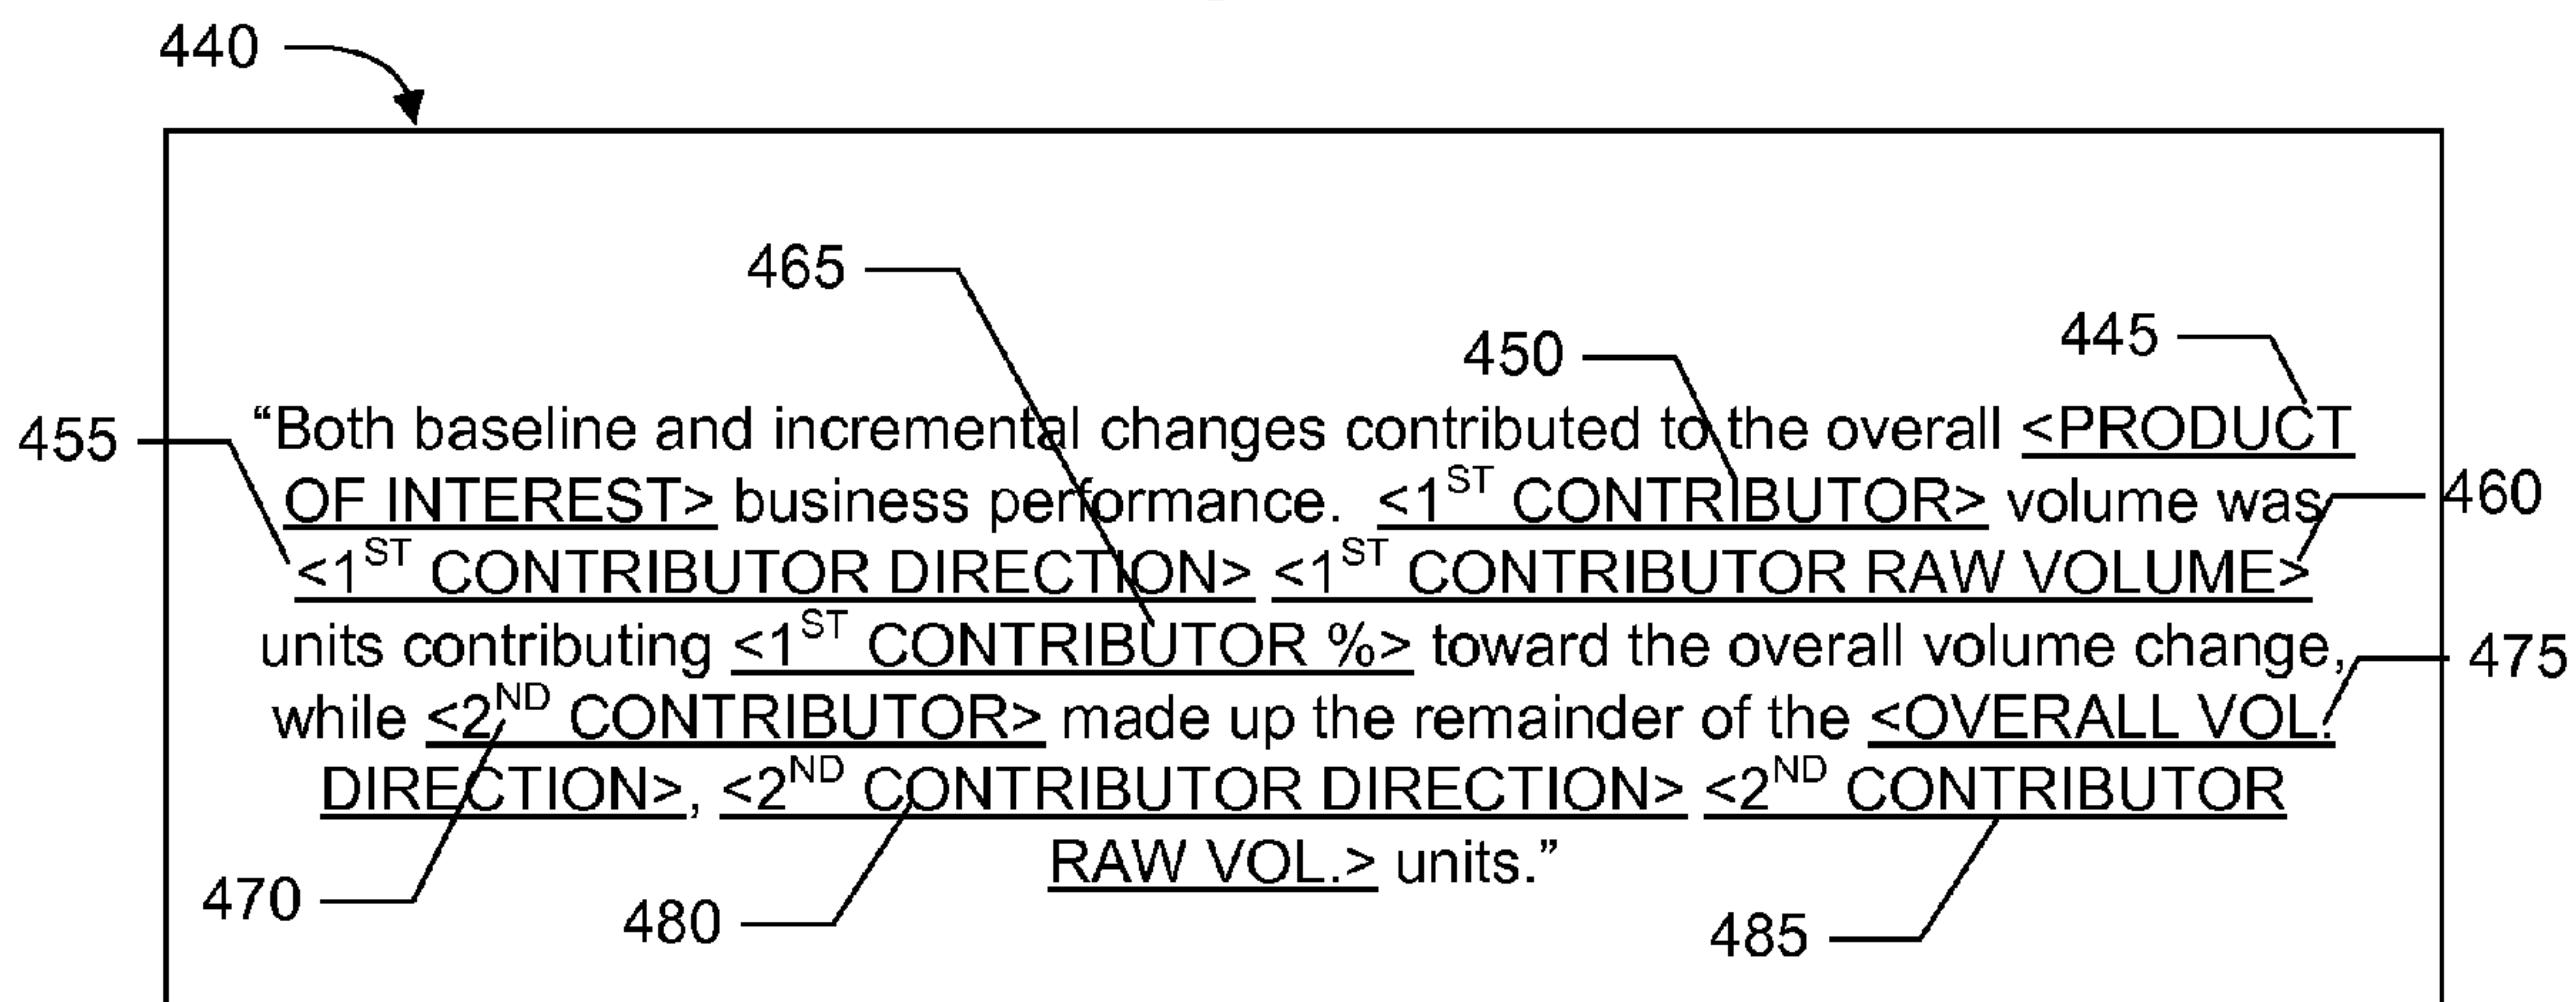 440
465
445
450
455
“Both baseline and incremental changes contributed to the overall <PRODUCT
OF INTEREST> business performance. <1ST CONTRIBUTOR> volume was
460
<1ST CONTRIBUTOR DIRECTION> <1ST CONTRIBUTOR RAW VOLUME>
units contributing <1ST CONTRIBUTOR %> toward the overall volume change,
475
while <2ND CONTRIBUTOR> made up the remainder of the <OVERALL VOL.
DIRECTION>, <2ND CONTRIBUTOR DIRECTION> <2ND CONTRIBUTOR
RAW VOL.> units.”
470
480
485